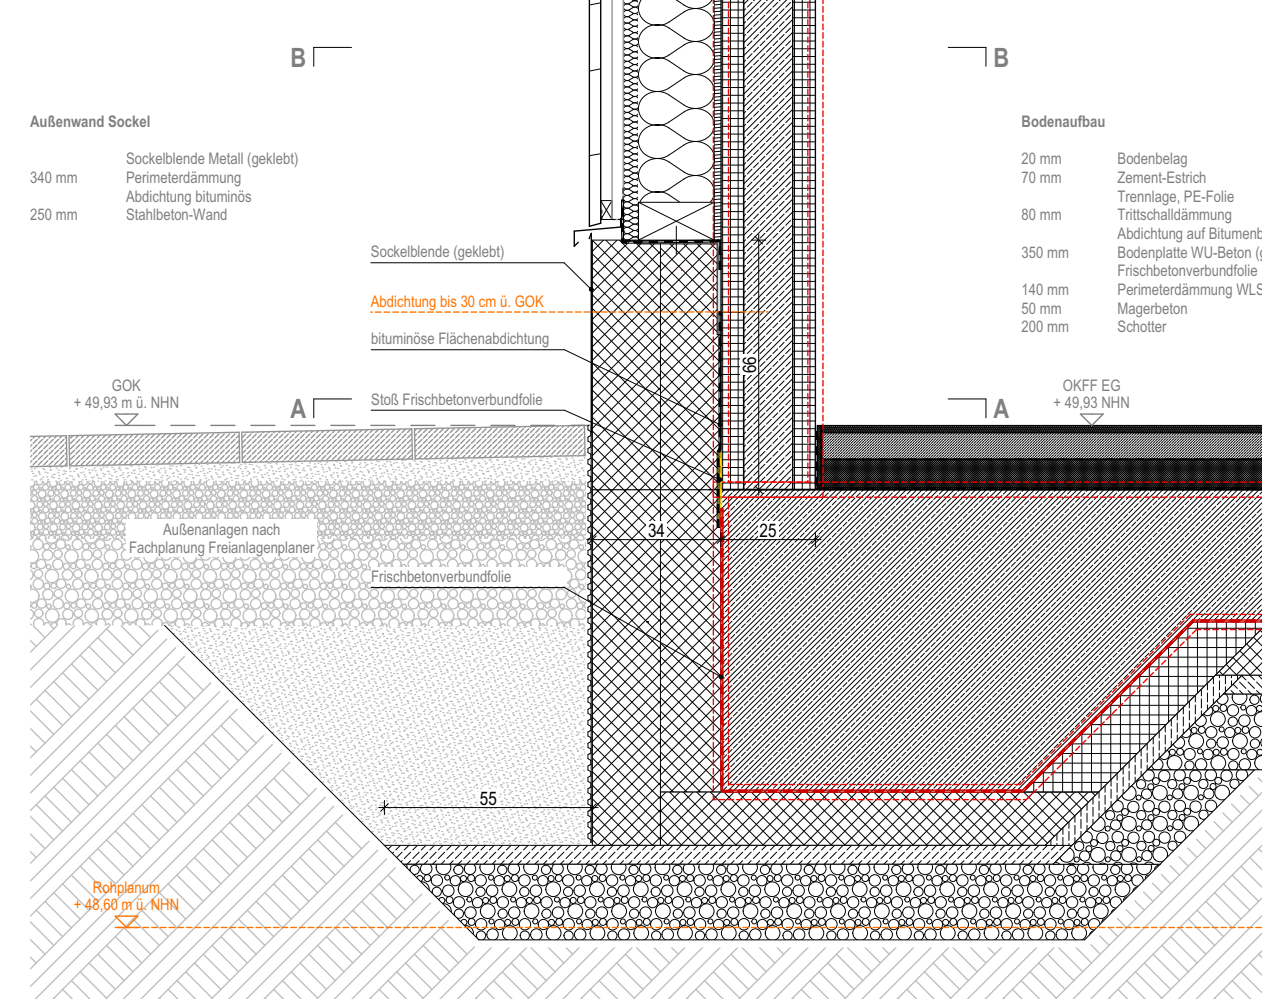 B
B
Außenwand Sockel
Sockelblende Metall (geklebt)
340 mm Perimeterdämmung
Abdichtung bituminös
250 mm Stahlbeton-Wand
Bodenaufbau
20 mm Bodenbelag
70 mm Zement-Estrich
Trennlage, PE-Folie
80 mm Trittschalldämmung
Abdichtung auf Bitumenb
350 mm Bodenplatte WU-Beton (g
Frischbetonverbundfolie
140 mm Perimeterdämmung WLS
50 mm Magerbeton
200 mm Schotter
Sockelblende (geklebt)
Abdichtung bis 30 cm ü. GOK
bituminöse Flächenabdichtung
66
GOK
+ 49,93 m ü. NHN
A
Stoß Frischbetonverbundfolie
OKFF EG
+ 49,93 NHN
A
Außenanlagen nach
Fachplanung Freianlagenplaner
34
25
Frischbetonverbundfolie
55
Rohplanum
+ 48,60 m ü. NHN